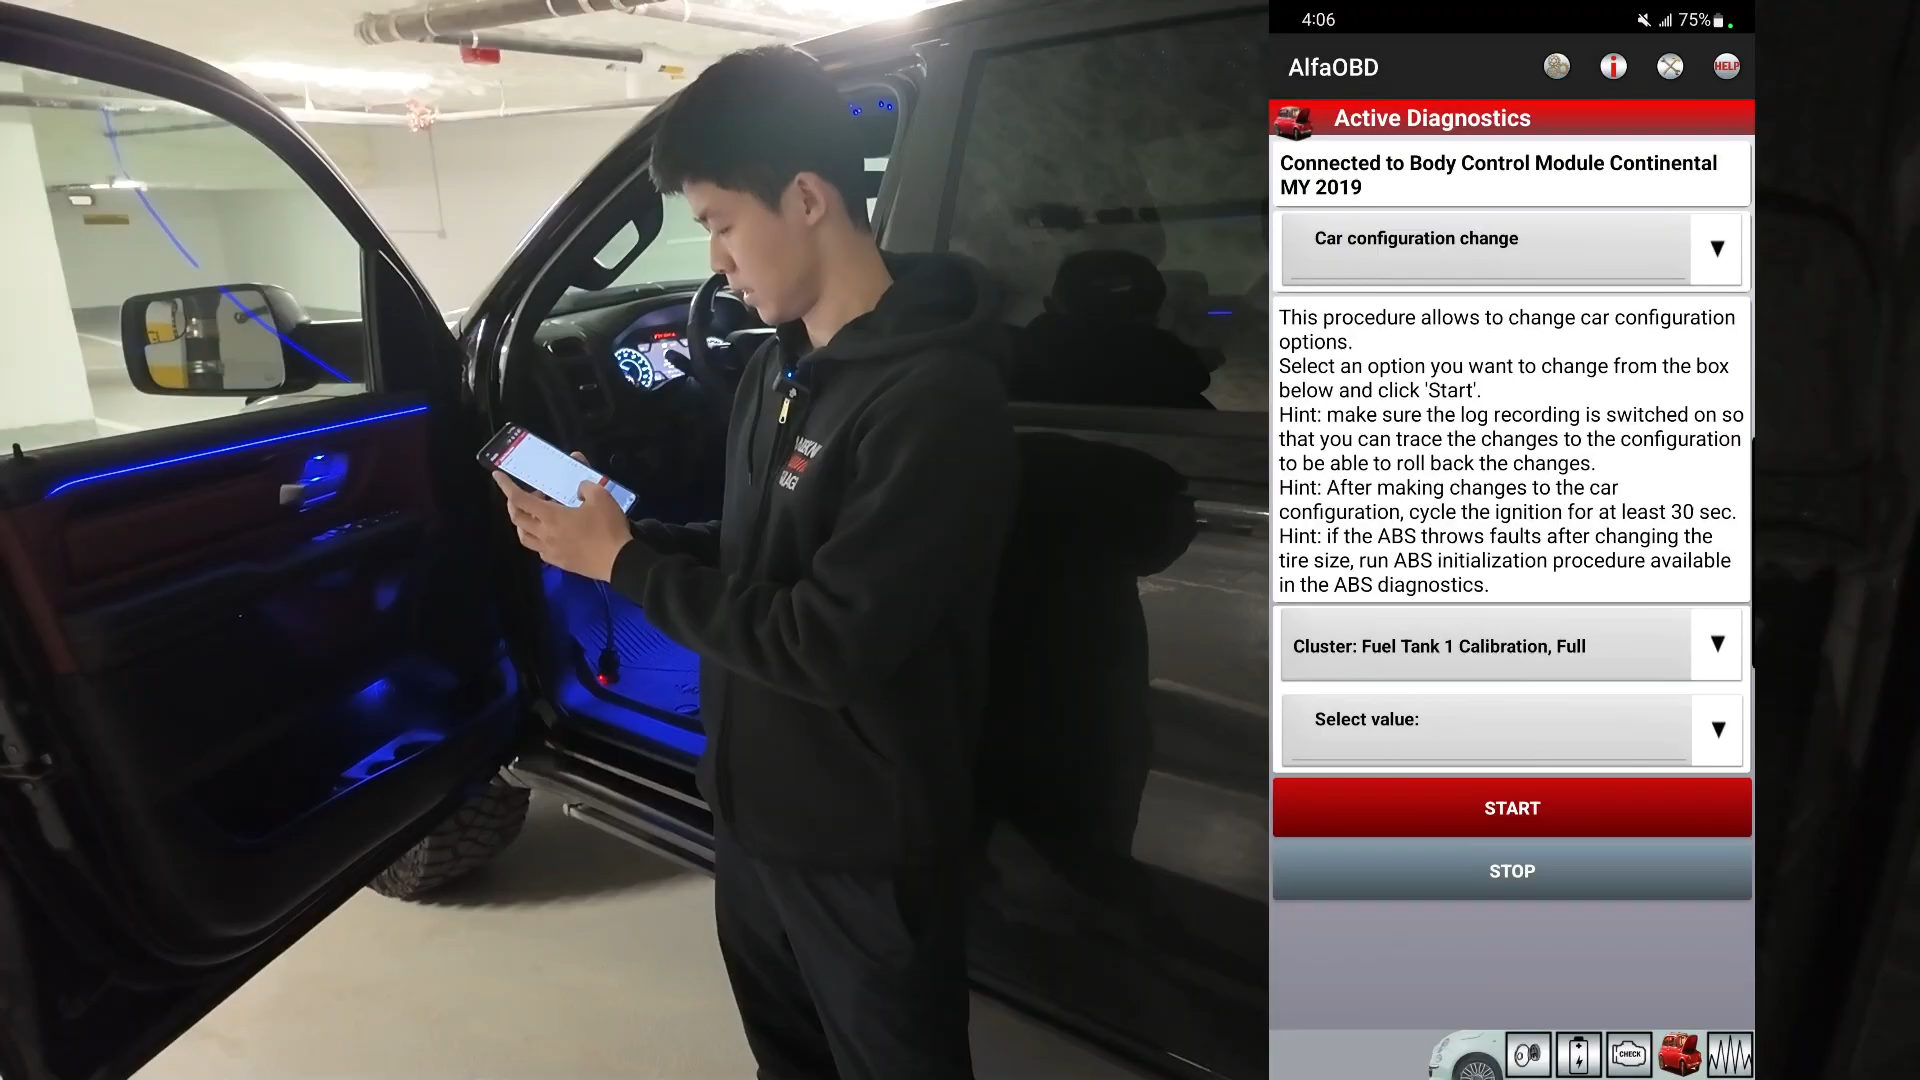 4:06
75%
AlfaOBD
HELP
Active Diagnostics
Connected to Body Control Module Continental
MY 2019
Car configuration change
This procedure allows to change car configuration
options.
Select an option you want to change from the box
below and click 'Start'.
Hint: make sure the log recording is switched on so
that you can trace the changes to the configuration
to be able to roll back the changes.
Hint: After making changes to the car
configuration, cycle the ignition for at least 30 sec.
Hint: if the ABS throws faults after changing the
tire size, run ABS initialization procedure available
in the ABS diagnostics.
Cluster: Fuel Tank 1 Calibration, Full
Select value:
START
STOP
CHECK